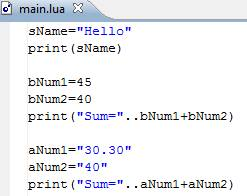 main.lua
sName="Hello"
print(sName)
bNum1=45
bNum2=40
print("Sum="..bNum1+bNum2)
aNum1="30.30"
aNum2="40"
print("Sum="..aNum1+aNum2)